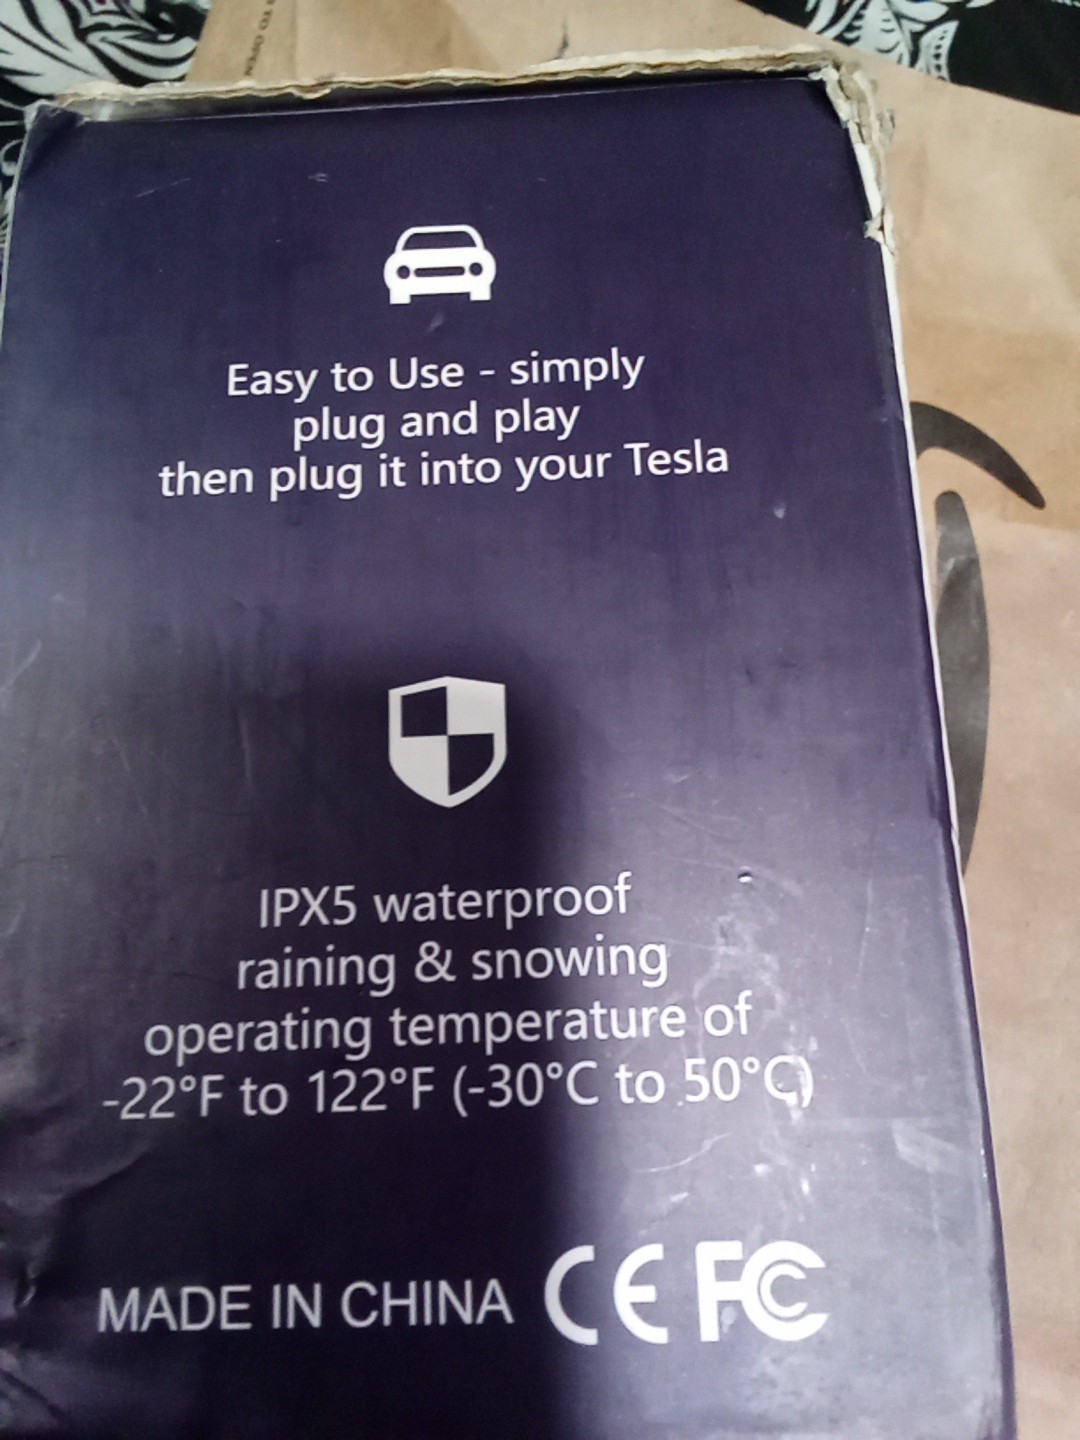 Easy to Use - simply
plug and play
then plug it into your Tesla
IPX5 waterproof
raining & snowing
operating temperature of
-22°F to 122°F (-30°C to 50°C)
MADE IN CHINA CE FC